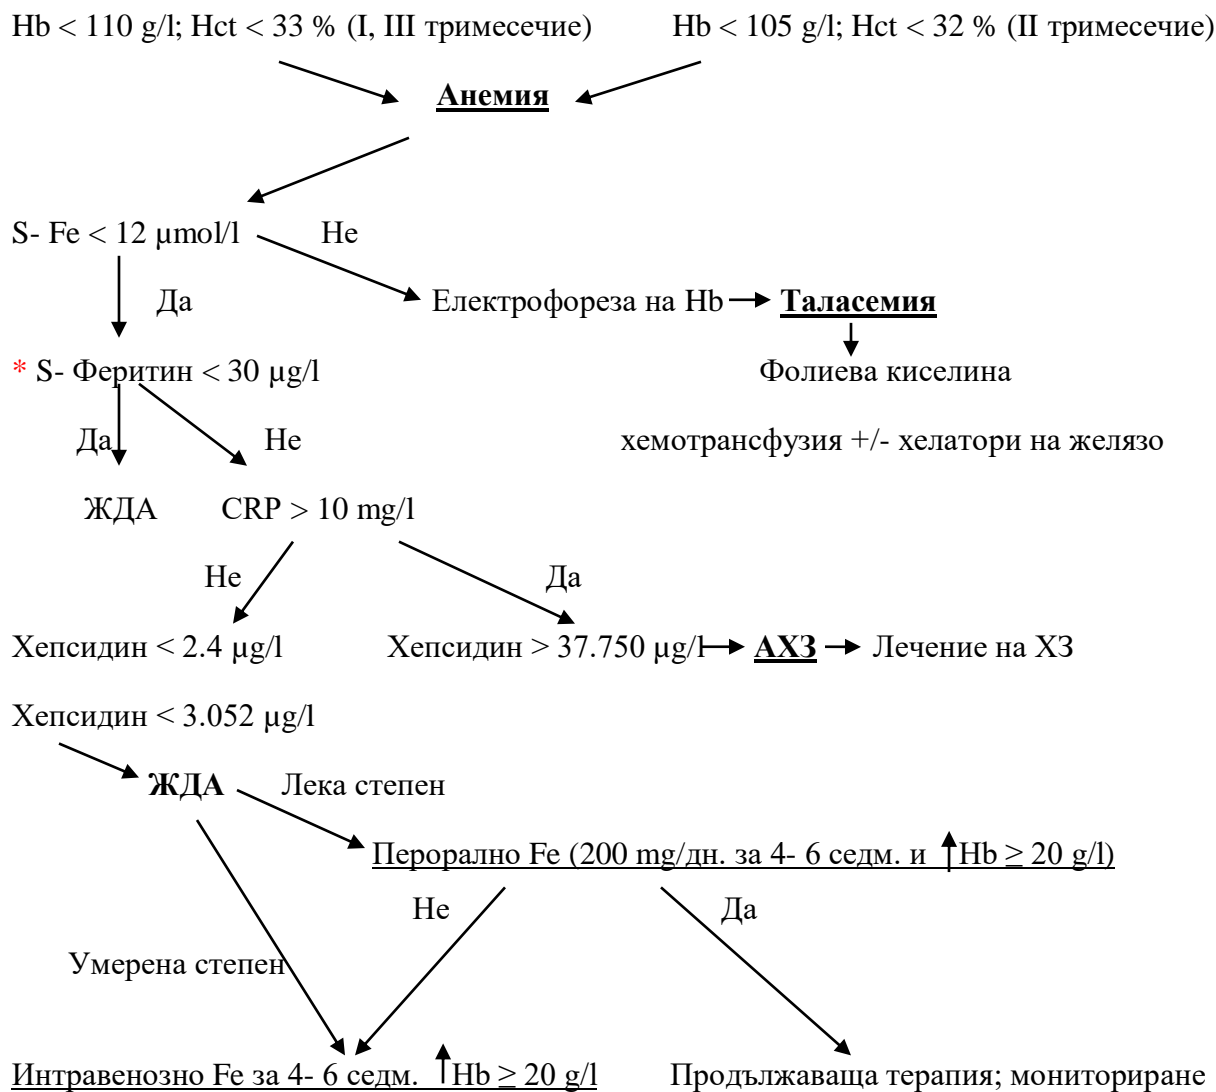 Hb < 110 g/l; Hct < 33 % (I, III тримесечие) Hb < 105 g/l; Hct < 32 % (II тримесечие)
Анемия
S- Fe < 12 µmol/l Не
Да Електрофореза на Hb Таласемия
* S- Феритин < 30 µg/l Фолиева киселина
Да Не хемотрансфузия +/- хелатори на желязо
ЖДА CRP > 10 mg/l
Не Да
Хепсидин < 2.4 µg/l Хепсидин > 37.750 µg/l АХЗ Лечение на ХЗ
Хепсидин < 3.052 µg/l
ЖДА Лека степен
Перорално Fe (200 mg/дн. за 4- 6 седм. и ↑Hb ≥ 20 g/l)
Не Да
Умерена степен
Интравенозно Fe за 4- 6 седм. ↑Hb ≥ 20 g/l Продължаваща терапия; мониториране